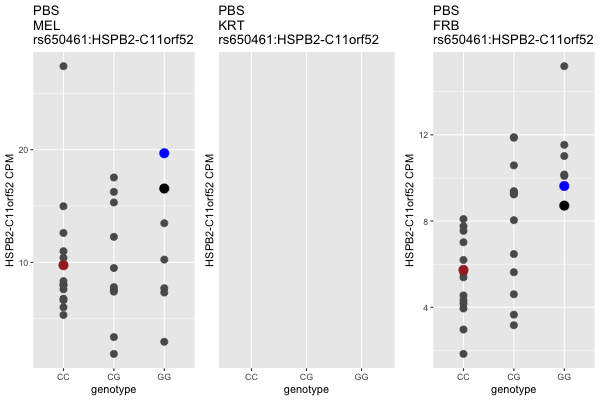 PBS
MEL
rs650461:HSPB2-C11orf52
HSPB2-C11orf52 CPM
20
10
CC CG GG
genotype
PBS
KRT
rs650461:HSPB2-C11orf52
HSPB2-C11orf52 CPM
CC CG GG
genotype
PBS
FRB
rs650461:HSPB2-C11orf52
HSPB2-C11orf52 CPM
12
8
4
CC CG GG
genotype